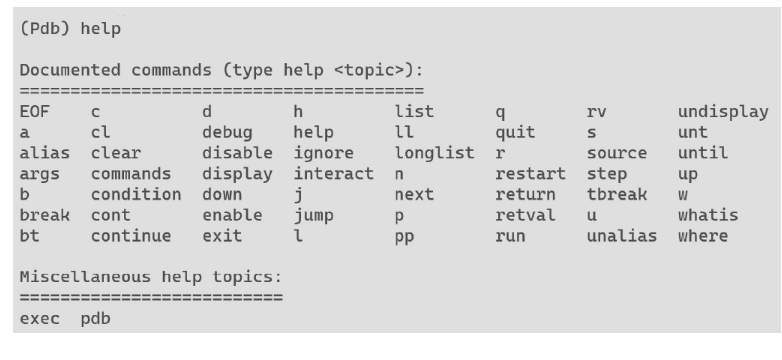 (Pdb) help
Documented commands (type help <topic>):
========================================
EOF    c          d        h         list      q        rv       undisplay
a      cl         debug    help      ll        quit     s        unt
alias  clear      disable  ignore    longlist  r        source   until
args   commands   display  interact  n         restart  step     up
b      condition  down     j         next      return   tbreak   w
break  cont       enable   jump      p         retval   u        whatis
bt     continue   exit     l         pp        run      unalias  where
Miscellaneous help topics:
==========================
exec  pdb